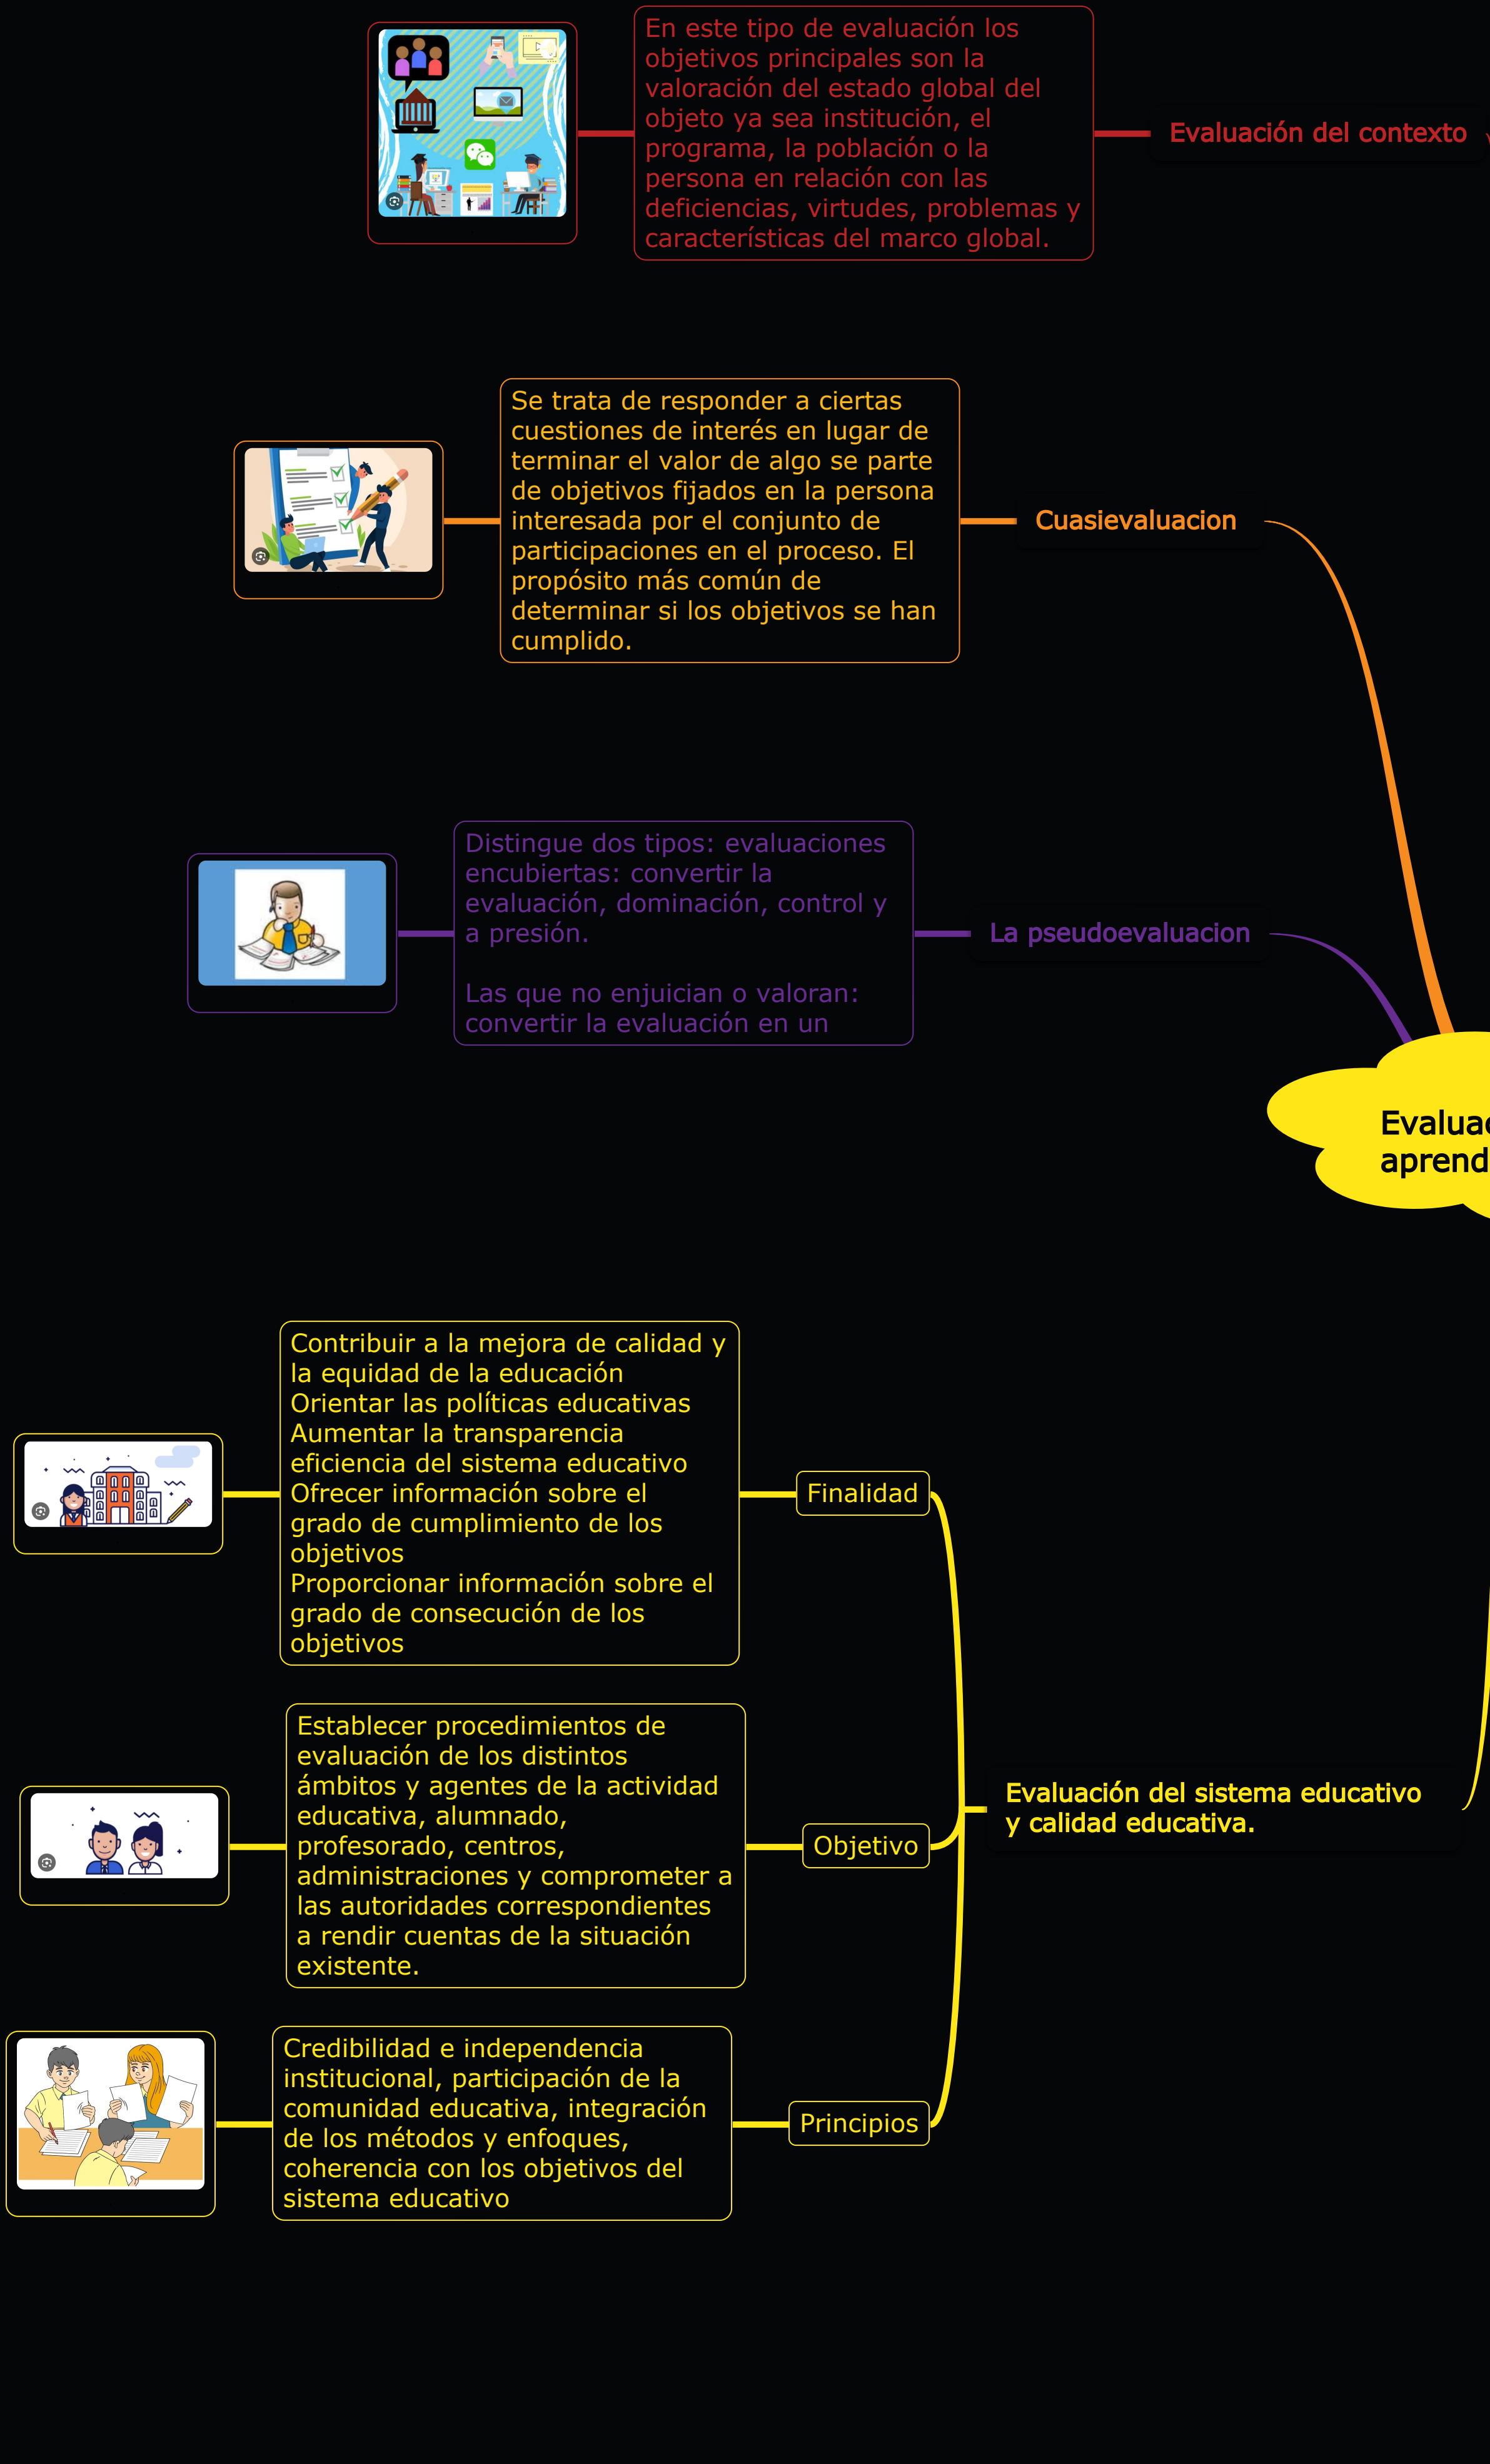 En este tipo de evaluación los
objetivos principales son la
valoración del estado global del
objeto ya sea institución, el
programa, la población o la
persona en relación con las
deficiencias, virtudes, problemas y
características del marco global.
Evaluación del contexto
Se trata de responder a ciertas
cuestiones de interés en lugar de
terminar el valor de algo se parte
de objetivos fijados en la persona
interesada por el conjunto de
participaciones en el proceso. El
propósito más común de
determinar si los objetivos se han
cumplido.
Cuasievaluacion
Distingue dos tipos: evaluaciones
encubiertas: convertir la
evaluación, dominación, control y
a presión.
Las que no enjuician o valoran:
convertir la evaluación en un
La pseudoevaluacion
Evaluac
aprend
Contribuir a la mejora de calidad y
la equidad de la educación
Orientar las políticas educativas
Aumentar la transparencia
eficiencia del sistema educativo
Ofrecer información sobre el
grado de cumplimiento de los
objetivos
Proporcionar información sobre el
grado de consecución de los
objetivos
Finalidad
Establecer procedimientos de
evaluación de los distintos
ámbitos y agentes de la actividad
educativa, alumnado,
profesorado, centros,
administraciones y comprometer a
las autoridades correspondientes
a rendir cuentas de la situación
existente.
Objetivo
Evaluación del sistema educativo
y calidad educativa.
Credibilidad e independencia
institucional, participación de la
comunidad educativa, integración
de los métodos y enfoques,
coherencia con los objetivos del
sistema educativo
Principios